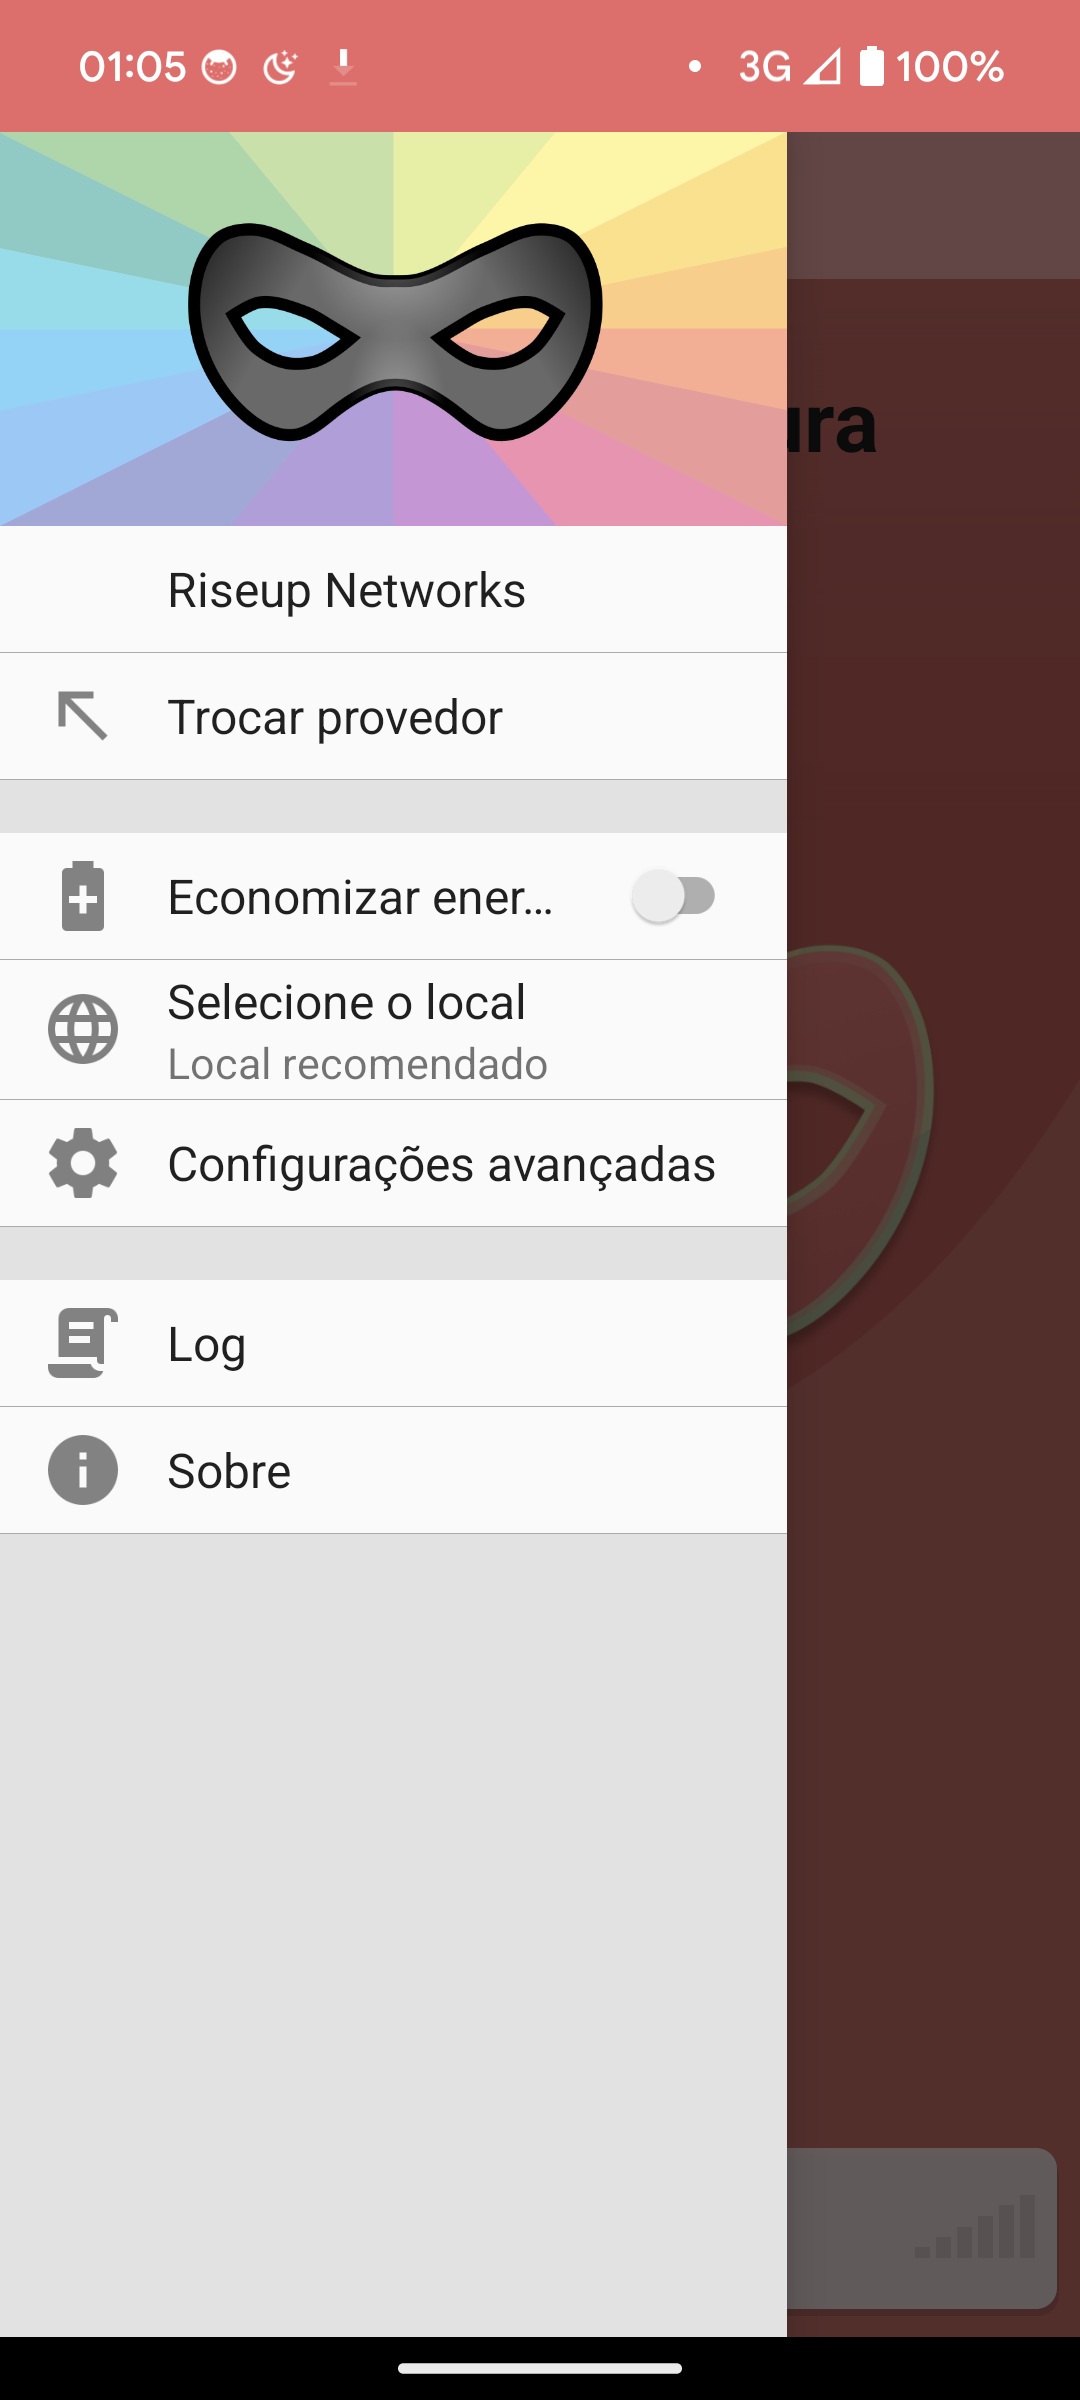 01:05
3G
100%
ura
Riseup Networks
Trocar provedor
Economizar ener...
Selecione o local
Local recomendado
Configurações avançadas
Log
Sobre